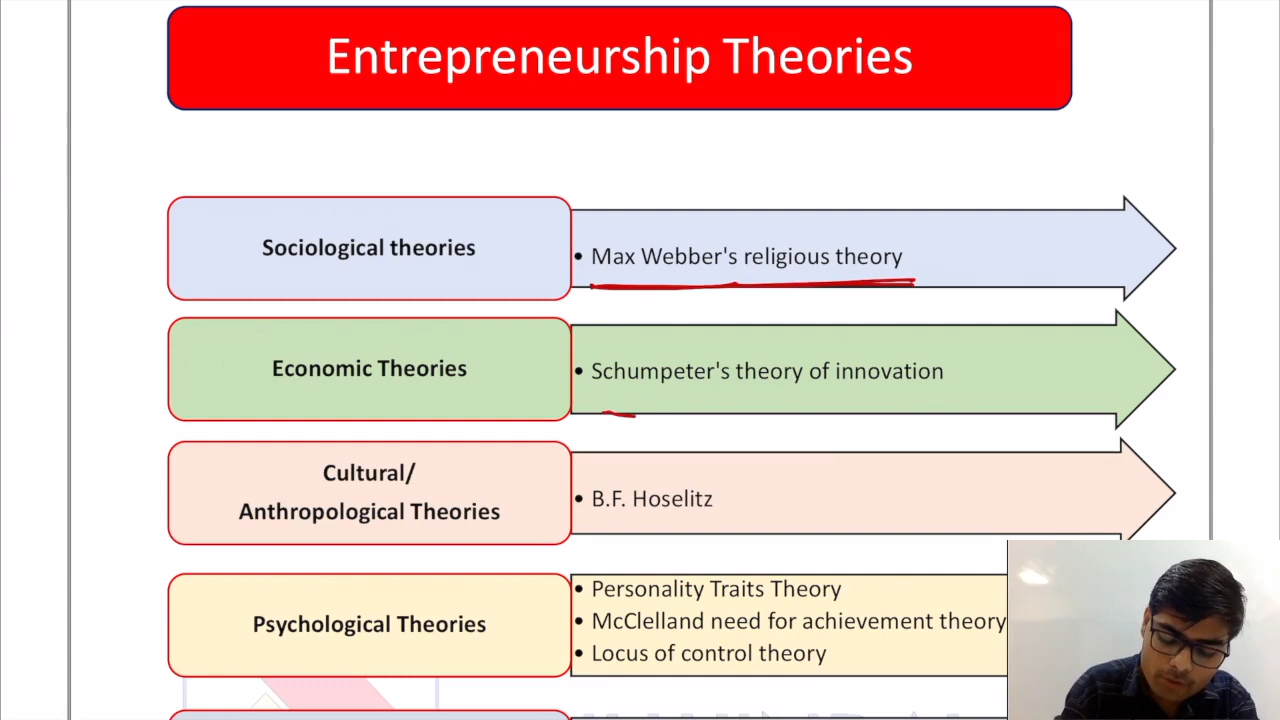 Entrepreneurship Theories
Sociological theories
• Max Webber's religious theory
Economic Theories
• Schumpeter's theory of innovation
Cultural/
Anthropological Theories
• B.F. Hoselitz
Psychological Theories
• Personality Traits Theory
• McClelland need for achievement theory
• Locus of control theory